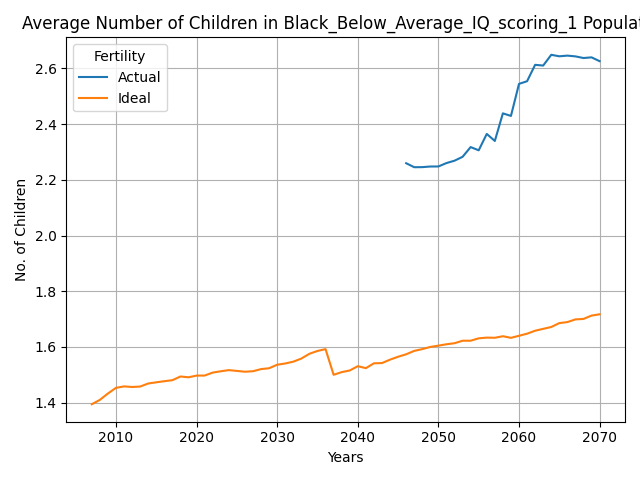 Average Number of Children in Black_Below_Average_IQ_scoring_1 Populat
Fertility
Actual
Ideal
No. of Children
2.6
2.4
2.2
2.0
1.8
1.6
1.4
2010 2020 2030 2040 2050 2060 2070
Years